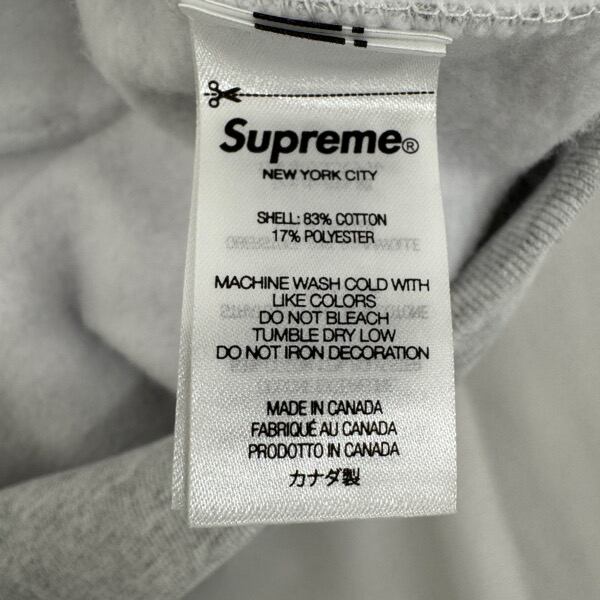 Supreme®
NEW YORK CITY
SHELL: 83% COTTON
17% POLYESTER
MACHINE WASH COLD WITH
LIKE COLORS
DO NOT BLEACH
TUMBLE DRY LOW
DO NOT IRON DECORATION
MADE IN CANADA
FABRIQUÉ AU CANADA
PRODOTTO IN CANADA
カナダ製